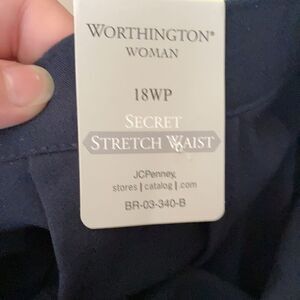 WORTHINGTON®
WOMAN
18WP
SECRET
STRETCH WAIST
JCPenney
stores | catalog | .com
BR-03-340-B